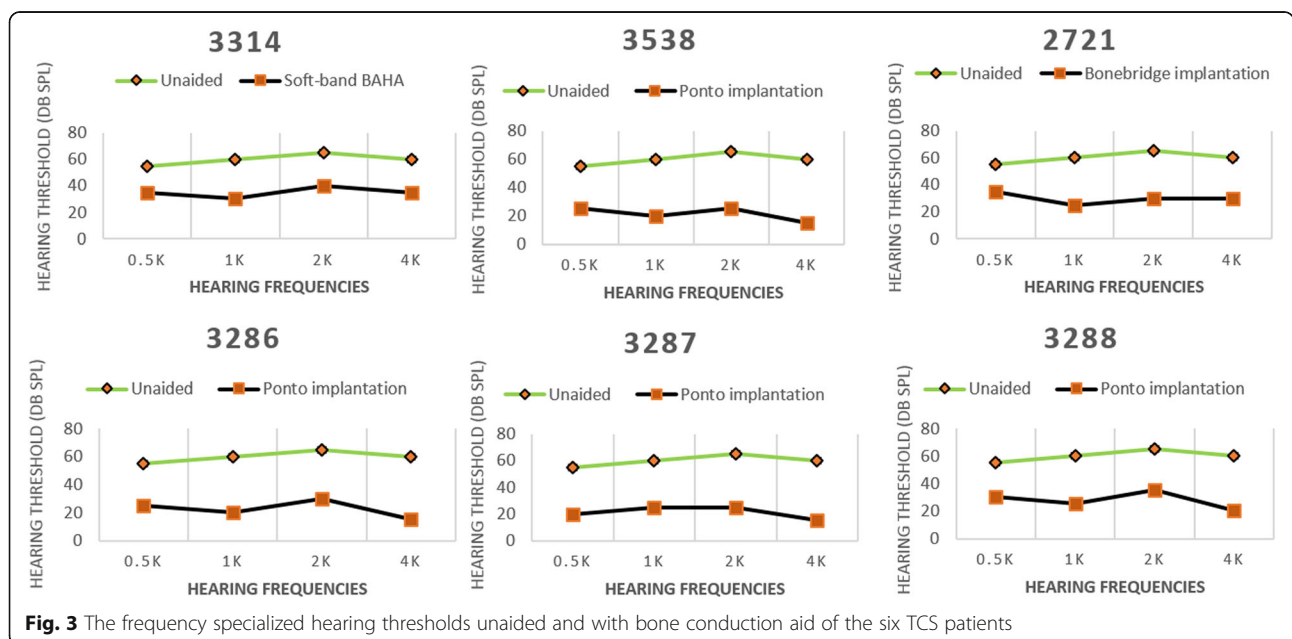 3314
Unaided Soft-band BAHA
HEARING THRESHOLD (DB SPL)
80
60
40
20
0
0.5K 1K 2K 4K
HEARING FREQUENCIES
3538
Unaided Ponto implantation
HEARING THRESHOLD (DB SPL)
80
60
40
20
0
0.5K 1K 2K 4K
HEARING FREQUENCIES
2721
Unaided Bonebridge implantation
HEARING THRESHOLD (DB SPL)
80
60
40
20
0
0.5K 1K 2K 4K
HEARING FREQUENCIES
3286
Unaided Ponto implantation
HEARING THRESHOLD (DB SPL)
80
60
40
20
0
0.5K 1K 2K 4K
HEARING FREQUENCIES
3287
Unaided Ponto implantation
HEARING THRESHOLD (DB SPL)
80
60
40
20
0
0.5K 1K 2K 4K
HEARING FREQUENCIES
3288
Unaided Ponto implantation
HEARING THRESHOLD (DB SPL)
80
60
40
20
0
0.5K 1K 2K 4K
HEARING FREQUENCIES
Fig. 3 The frequency specialized hearing thresholds unaided and with bone conduction aid of the six TCS patients